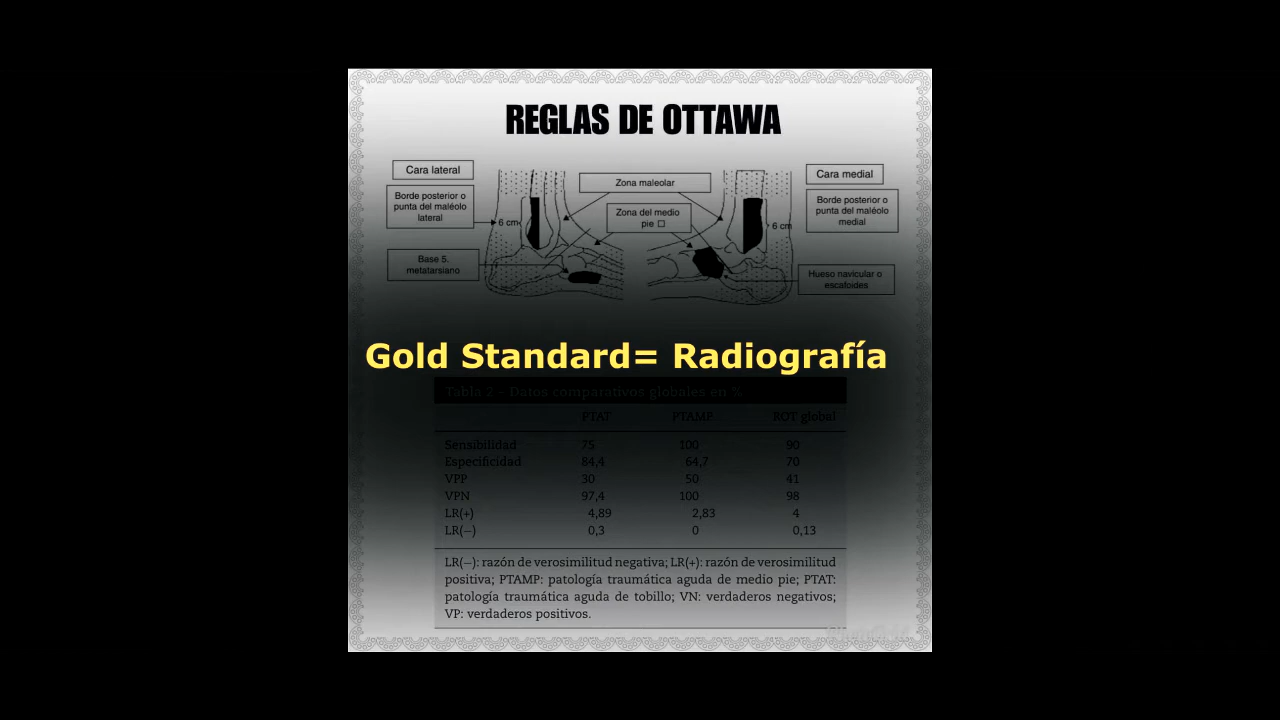 REGLAS DE OTTAWA
Cara lateral
Borde posterior o
punta del maléolo
lateral
6 cm
Base 5.
metatarsiano
Zona maleolar
Zona del medio
pie □
Cara medial
Borde posterior o
punta del maléolo
medial
6 cm
Hueso navicular o
escafoides
Gold Standard= Radiografía
Tabla 2 – Datos comparativos globales en %
PTAT PTAMP ROT global
Sensibilidad 75 100 90
Especificidad 84,4 64,7 70
VPP 30 50 41
VPN 97,4 100 98
LR(+) 4,89 2,83 4
LR(−) 0,3 0 0,13
LR(−): razón de verosimilitud negativa; LR(+): razón de verosimilitud
positiva; PTAMP: patología traumática aguda de medio pie; PTAT:
patología traumática aguda de tobillo; VN: verdaderos negativos;
VP: verdaderos positivos.